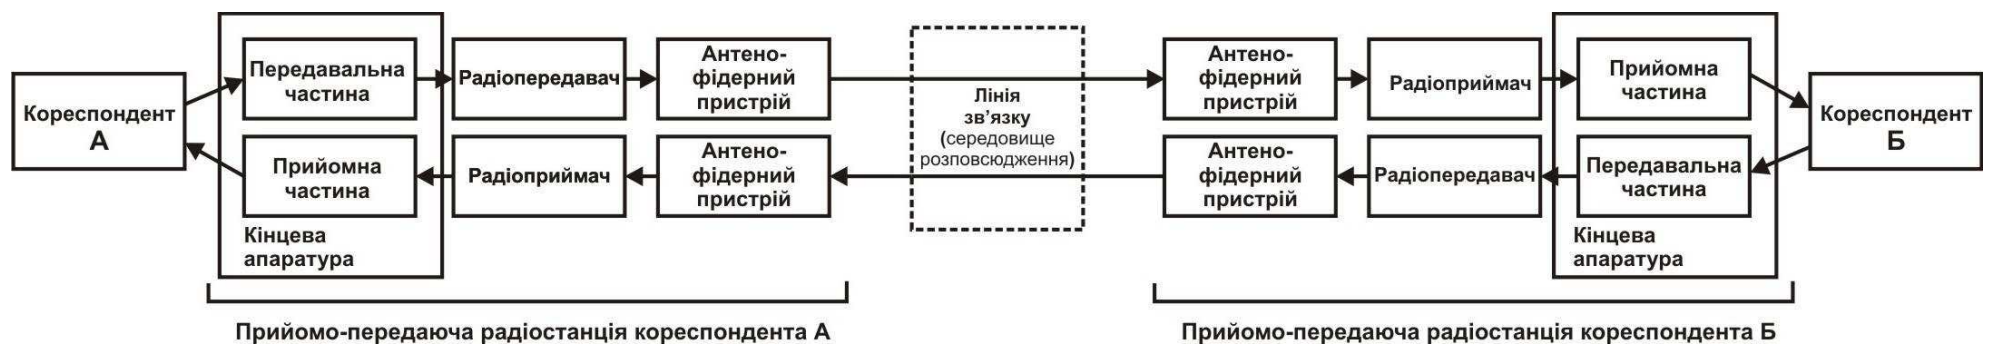 Кореспондент
А
Передавальна
частина
Прийомна
частина
Кінцева
апаратура
Радіопередавач
Радіоприймач
Антено-
фідерний
пристрій
Антено-
фідерний
пристрій
Лінія
зв’язку
(середовище
розповсюдження)
Антено-
фідерний
пристрій
Антено-
фідерний
пристрій
Радіоприймач
Радіопередавач
Прийомна
частина
Передавальна
частина
Кінцева
апаратура
Кореспондент
Б
Прийомо-передаюча радіостанція кореспондента А
Прийомо-передаюча радіостанція кореспондента Б